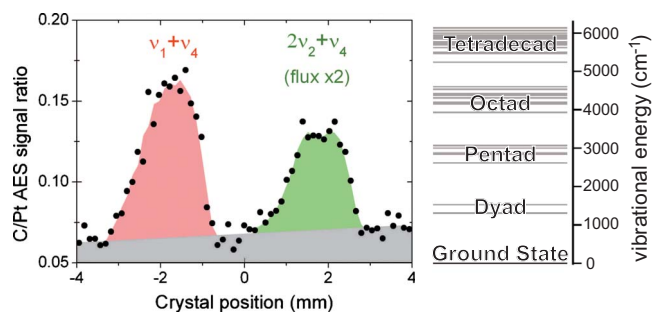 ν₁+ν₄
2ν₂+ν₄
(flux x2)
C/Pt AES signal ratio
0.20
0.15
0.10
0.05
-4
-2
0
2
4
Crystal position (mm)
Tetradecad
Octad
Pentad
Dyad
Ground State
6000
5000
4000
3000
2000
1000
0
vibrational energy (cm⁻¹)